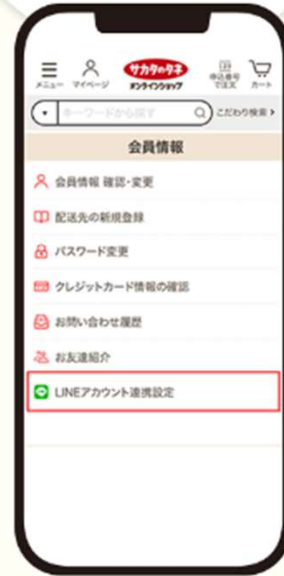 サカタのタネ
申込番号
メニュー マイページ オンラインショップ で注文 カート
キーワードから探す こだわり検索
会員情報
会員情報 確認・変更
配送先の新規登録
パスワード変更
クレジットカード情報の確認
お問い合わせ履歴
お友達紹介
LINEアカウント連携設定